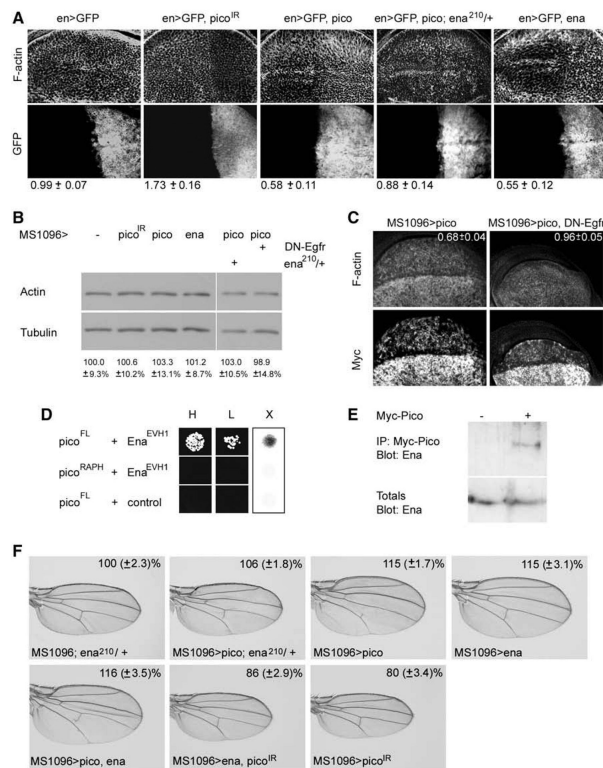 A
en>GFP en>GFP, pico^IR en>GFP, pico en>GFP, pico; ena^210/+ en>GFP, ena
F-actin
GFP
0.99 ± 0.07 1.73 ± 0.16 0.58 ± 0.11 0.88 ± 0.14 0.55 ± 0.12
B
MS1096> - pico^IR pico ena pico pico DN-Egfr
+ + ena^210/+
Actin
Tubulin
100.0 100.6 103.3 101.2 103.0 98.9
±9.3% ±10.2% ±13.1% ±8.7% ±10.5% ±14.8%
C
MS1096>pico MS1096>pico, DN-Egfr
0.68±0.04 0.96±0.05
F-actin
Myc
D
H L X
pico^FL + Ena^EVH1
pico^RAPH + Ena^EVH1
pico^FL + control
E
Myc-Pico - +
IP: Myc-Pico
Blot: Ena
Totals
Blot: Ena
F
100 (±2.3)% 106 (±1.8)% 115 (±1.7)% 115 (±3.1)%
MS1096; ena^210/+ MS1096>pico; ena^210/+ MS1096>pico MS1096>ena
116 (±3.5)% 86 (±2.9)% 80 (±3.4)%
MS1096>pico, ena MS1096>ena, pico^IR MS1096>pico^IR